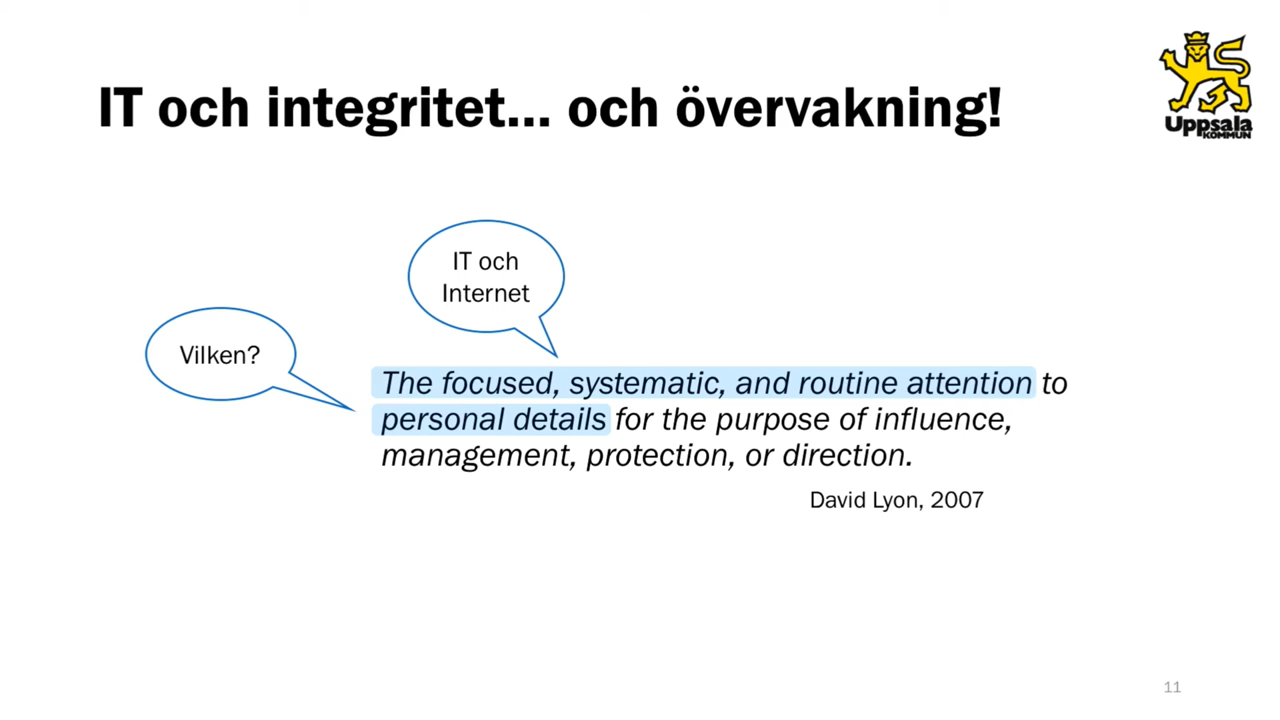 IT och integritet... och övervakning!
Uppsala
KOMMUN
IT och
Internet
Vilken?
The focused, systematic, and routine attention to
personal details for the purpose of influence,
management, protection, or direction.
David Lyon, 2007
11